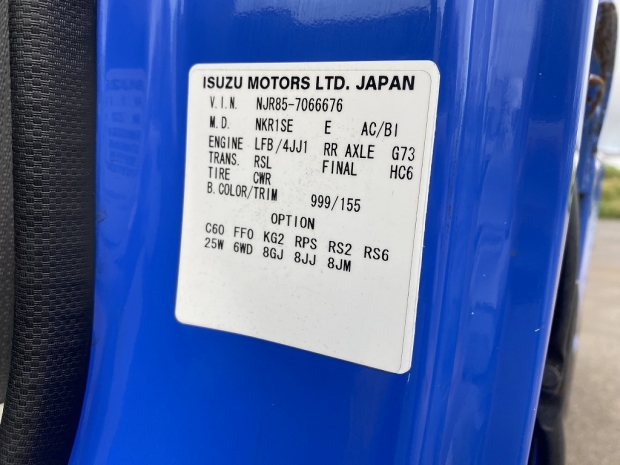 ISUZU MOTORS LTD. JAPAN
V.I.N. NJR85-7066676
M.D. NKR1SE E AC/BI
ENGINE LFB/4JJ1 RR AXLE G73
TRANS. RSL FINAL HC6
TIRE CWR
B.COLOR/TRIM 999/155
OPTION
C60 FFO KG2 RPS RS2 RS6
25W 6WD 8GJ 8JJ 8JM